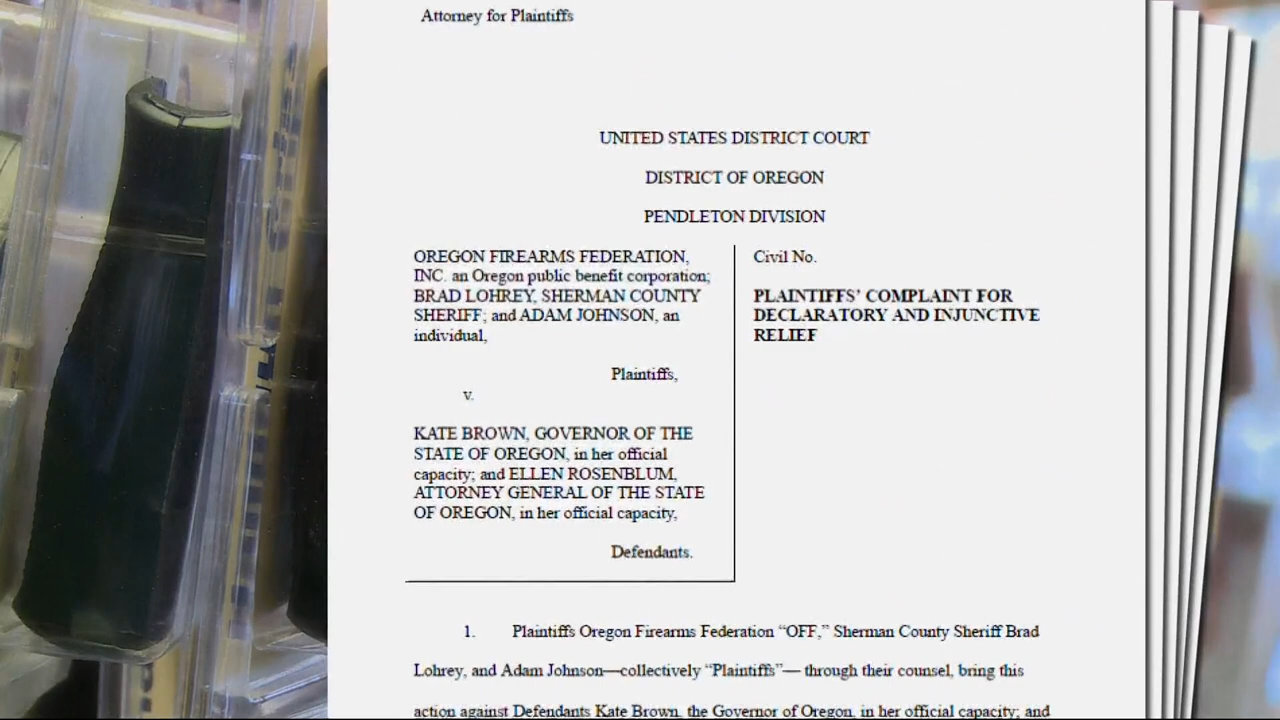 Attorney for Plaintiffs
UNITED STATES DISTRICT COURT
DISTRICT OF OREGON
PENDLETON DIVISION
OREGON FIREARMS FEDERATION,
INC. an Oregon public benefit corporation;
BRAD LOHREY, SHERMAN COUNTY
SHERIFF; and ADAM JOHNSON, an
individual,
Plaintiffs,
v.
KATE BROWN, GOVERNOR OF THE
STATE OF OREGON, in her official
capacity; and ELLEN ROSENBLUM,
ATTORNEY GENERAL OF THE STATE
OF OREGON, in her official capacity,
Defendants.
Civil No.
PLAINTIFFS’ COMPLAINT FOR
DECLARATORY AND INJUNCTIVE
RELIEF
1. Plaintiffs Oregon Firearms Federation “OFF,” Sherman County Sheriff Brad
Lohrey, and Adam Johnson—collectively “Plaintiffs”— through their counsel, bring this
action against Defendants Kate Brown, the Governor of Oregon, in her official capacity; and